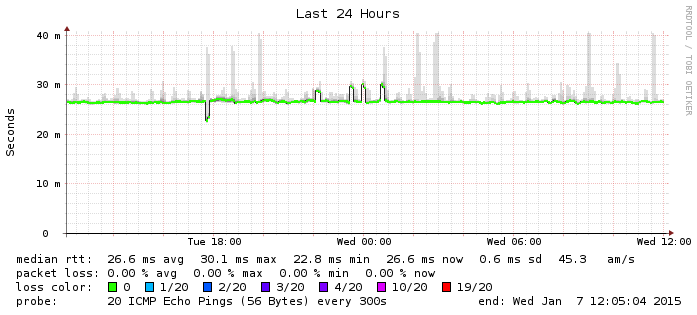 Last 24 Hours
RRDTOOL / TOBI OETIKER
Seconds
40 m
30 m
20 m
10 m
0
Tue 18:00 Wed 00:00 Wed 06:00 Wed 12:00
median rtt: 26.6 ms avg 30.1 ms max 22.8 ms min 26.6 ms now 0.6 ms sd 45.3 am/s
packet loss: 0.00 % avg 0.00 % max 0.00 % min 0.00 % now
loss color: 0 1/20 2/20 3/20 4/20 10/20 19/20
probe: 20 ICMP Echo Pings (56 Bytes) every 300s end: Wed Jan 7 12:05:04 2015